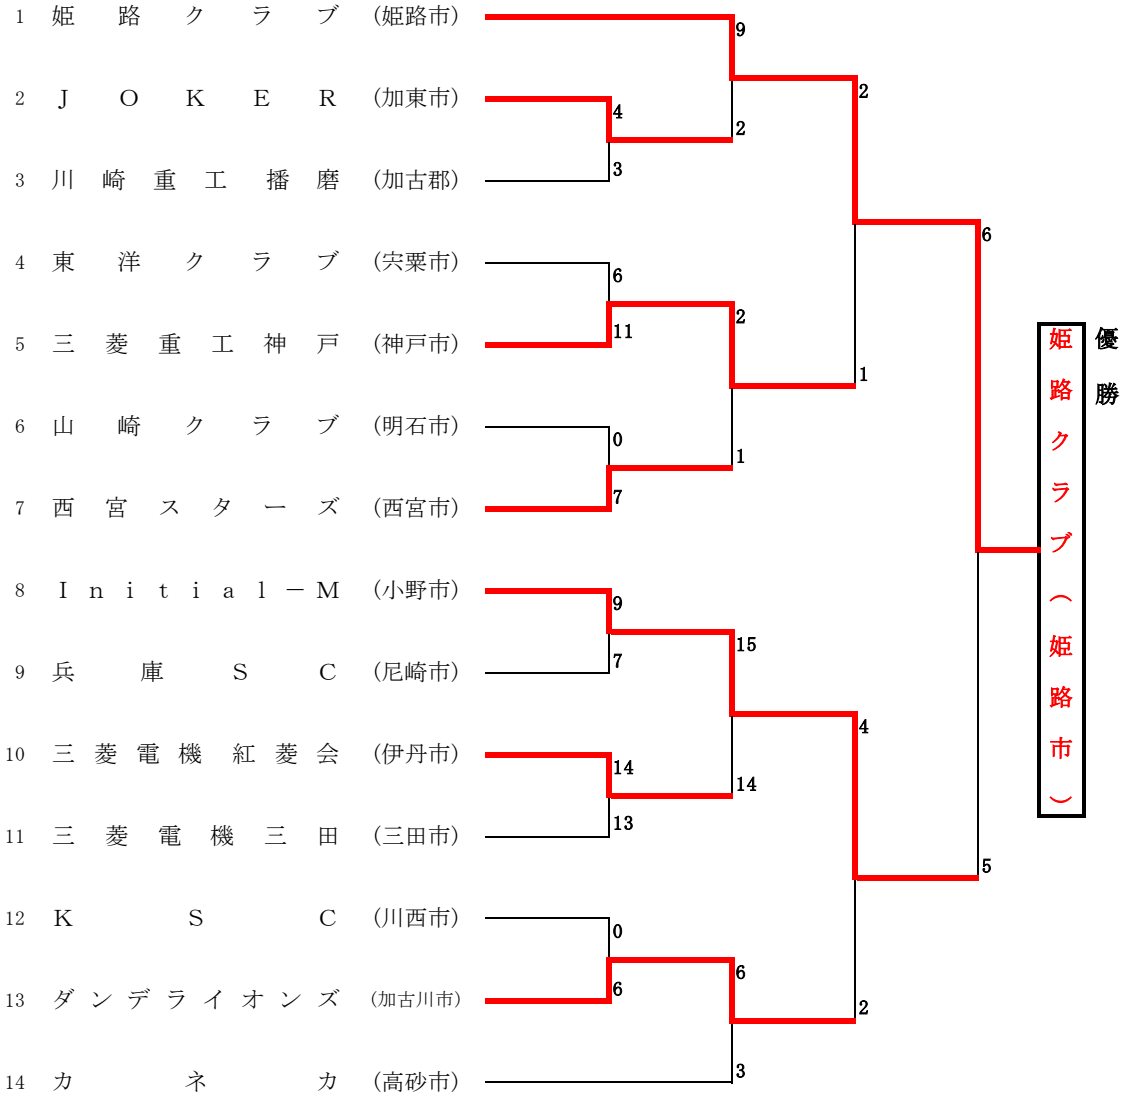 1 姫路クラブ (姫路市)
2 JOKER (加東市)
3 川崎重工播磨 (加古郡)
4 東洋クラブ (宍粟市)
5 三菱重工神戸 (神戸市)
6 山崎クラブ (明石市)
7 西宮スターズ (西宮市)
8 Initial-M (小野市)
9 兵庫SC (尼崎市)
10 三菱電機紅菱会 (伊丹市)
11 三菱電機三田 (三田市)
12 KSC (川西市)
13 ダンデライオンズ (加古川市)
14 カネカ (高砂市)
4
3
6
11
0
7
9
7
14
13
0
6
9
2
2
1
15
14
6
3
2
1
4
2
6
5
優勝
姫路クラブ(姫路市)